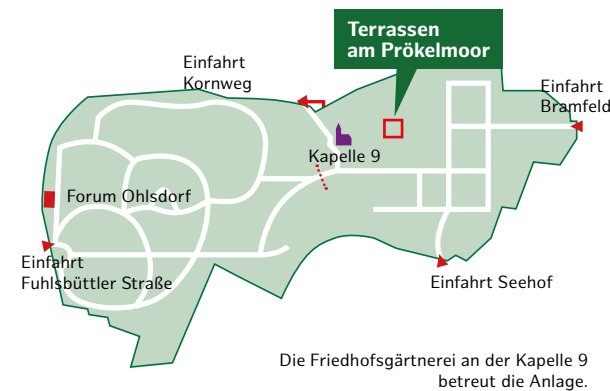 Terrassen
am Prökelmoor
Einfahrt
Kornweg
Einfahrt
Bramfeld
Kapelle 9
Forum Ohlsdorf
Einfahrt
Fuhlsbüttler Straße
Einfahrt Seehof
Die Friedhofsgärtnerei an der Kapelle 9
betreut die Anlage.